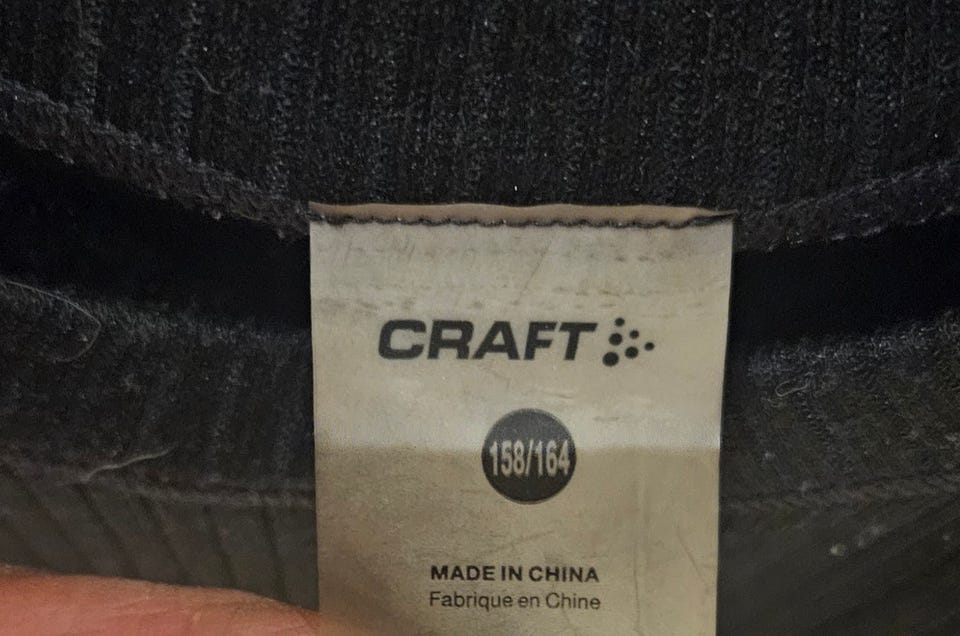 CRAFT
158/164
MADE IN CHINA
Fabrique en Chine